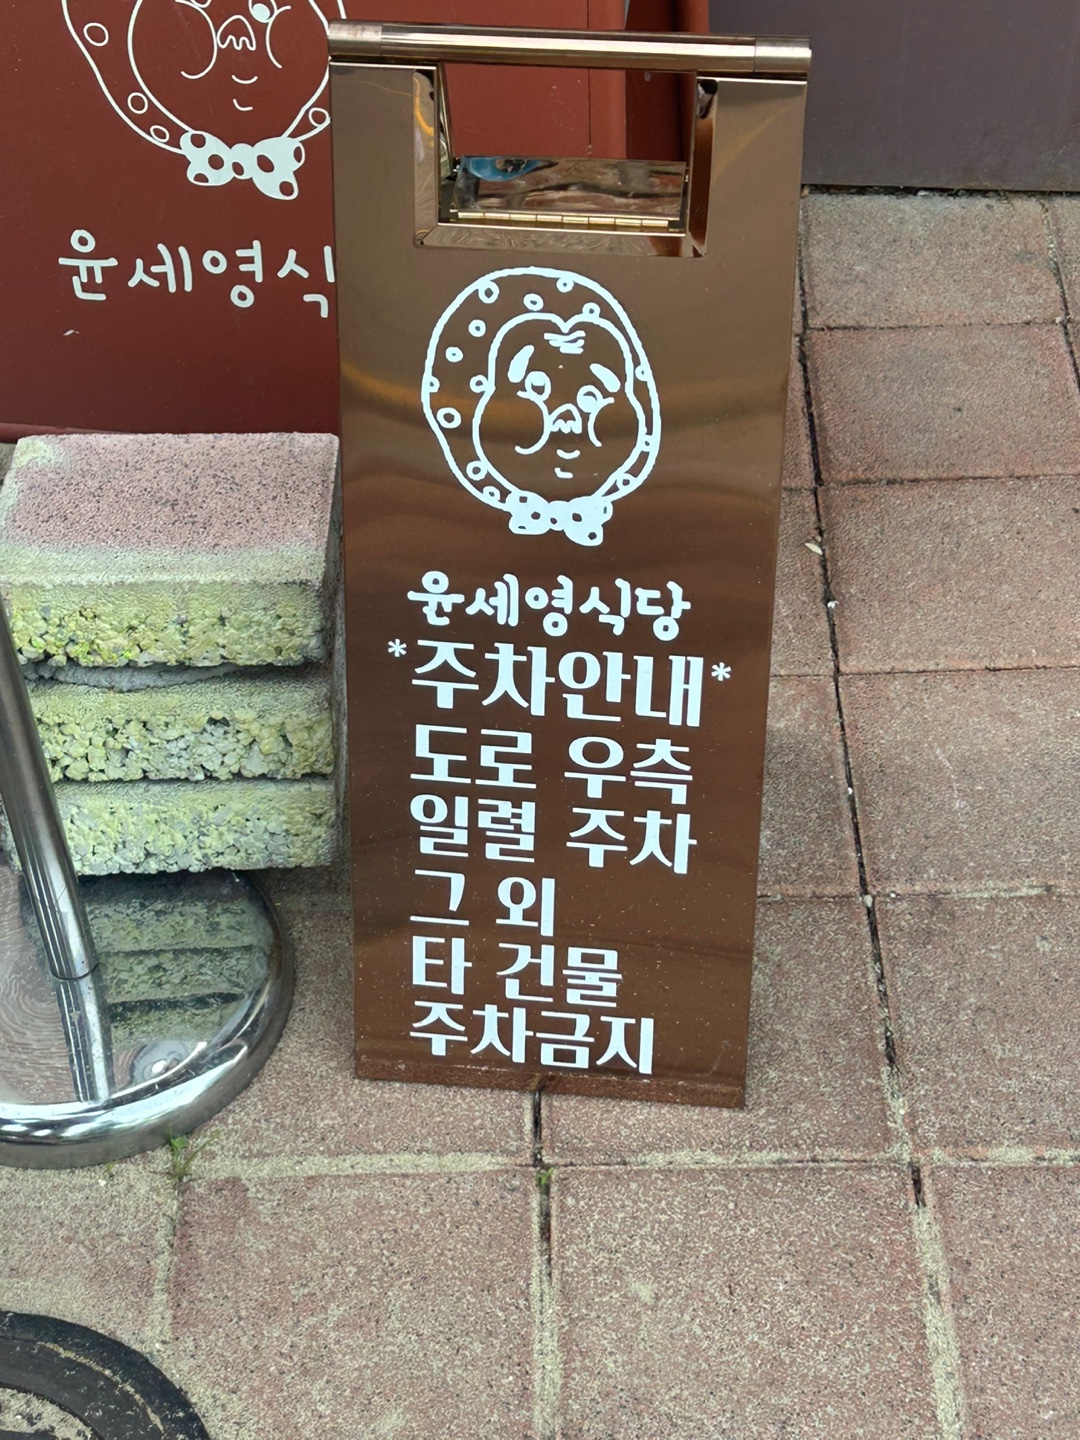 윤세영식
윤세영식당
*주차안내*
도로 우측
일렬 주차
그 외
타 건물
주차금지